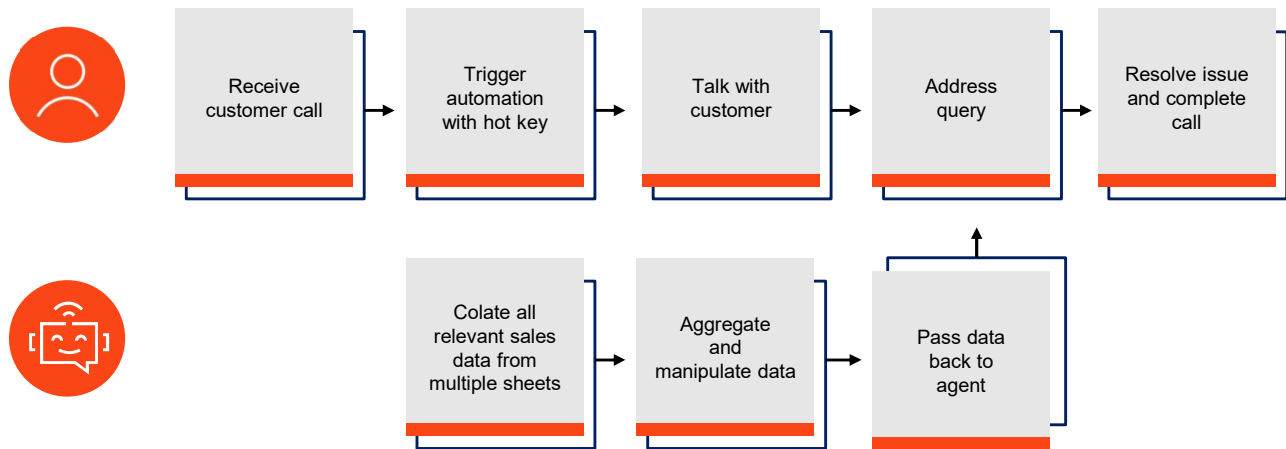 Receive
customer call
Trigger
automation
with hot key
Talk with
customer
Address
query
Resolve issue
and complete
call
Colate all
relevant sales
data from
multiple sheets
Aggregate
and
manipulate data
Pass data
back to
agent